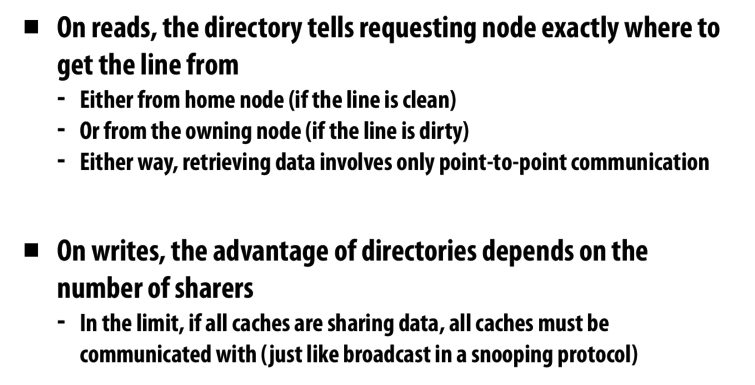 ■ On reads, the directory tells requesting node exactly where to
get the line from
- Either from home node (if the line is clean)
- Or from the owning node (if the line is dirty)
- Either way, retrieving data involves only point-to-point communication
■ On writes, the advantage of directories depends on the
number of sharers
- In the limit, if all caches are sharing data, all caches must be
communicated with (just like broadcast in a snooping protocol)